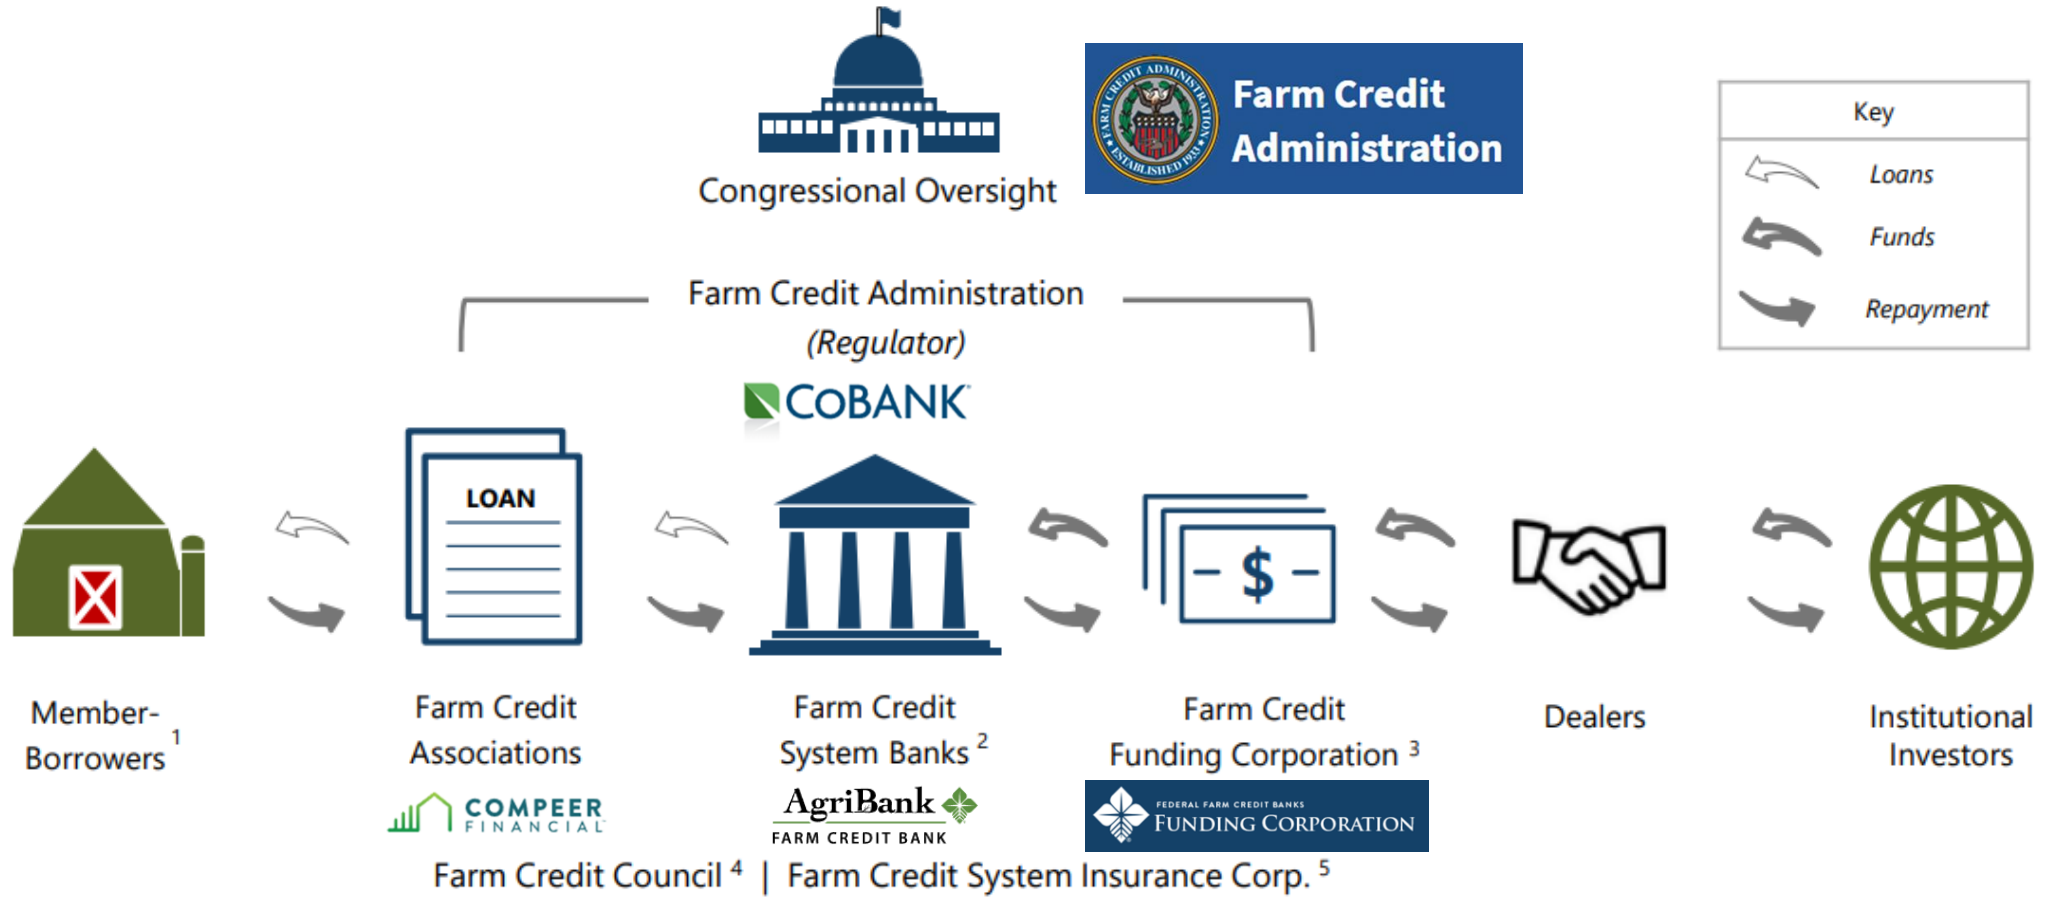 FARM CREDIT ADMINISTRATION
ESTABLISHED 1933
Farm Credit
Administration
Congressional Oversight
Key
Loans
Funds
Repayment
Farm Credit Administration
(Regulator)
CoBANK
LOAN
$
Member-
Borrowers 1
Farm Credit
Associations
COMPEER
FINANCIAL
Farm Credit
System Banks 2
AgriBank
FARM CREDIT BANK
Farm Credit
Funding Corporation 3
FEDERAL FARM CREDIT BANKS
FUNDING CORPORATION
Dealers
Institutional
Investors
Farm Credit Council 4 | Farm Credit System Insurance Corp. 5